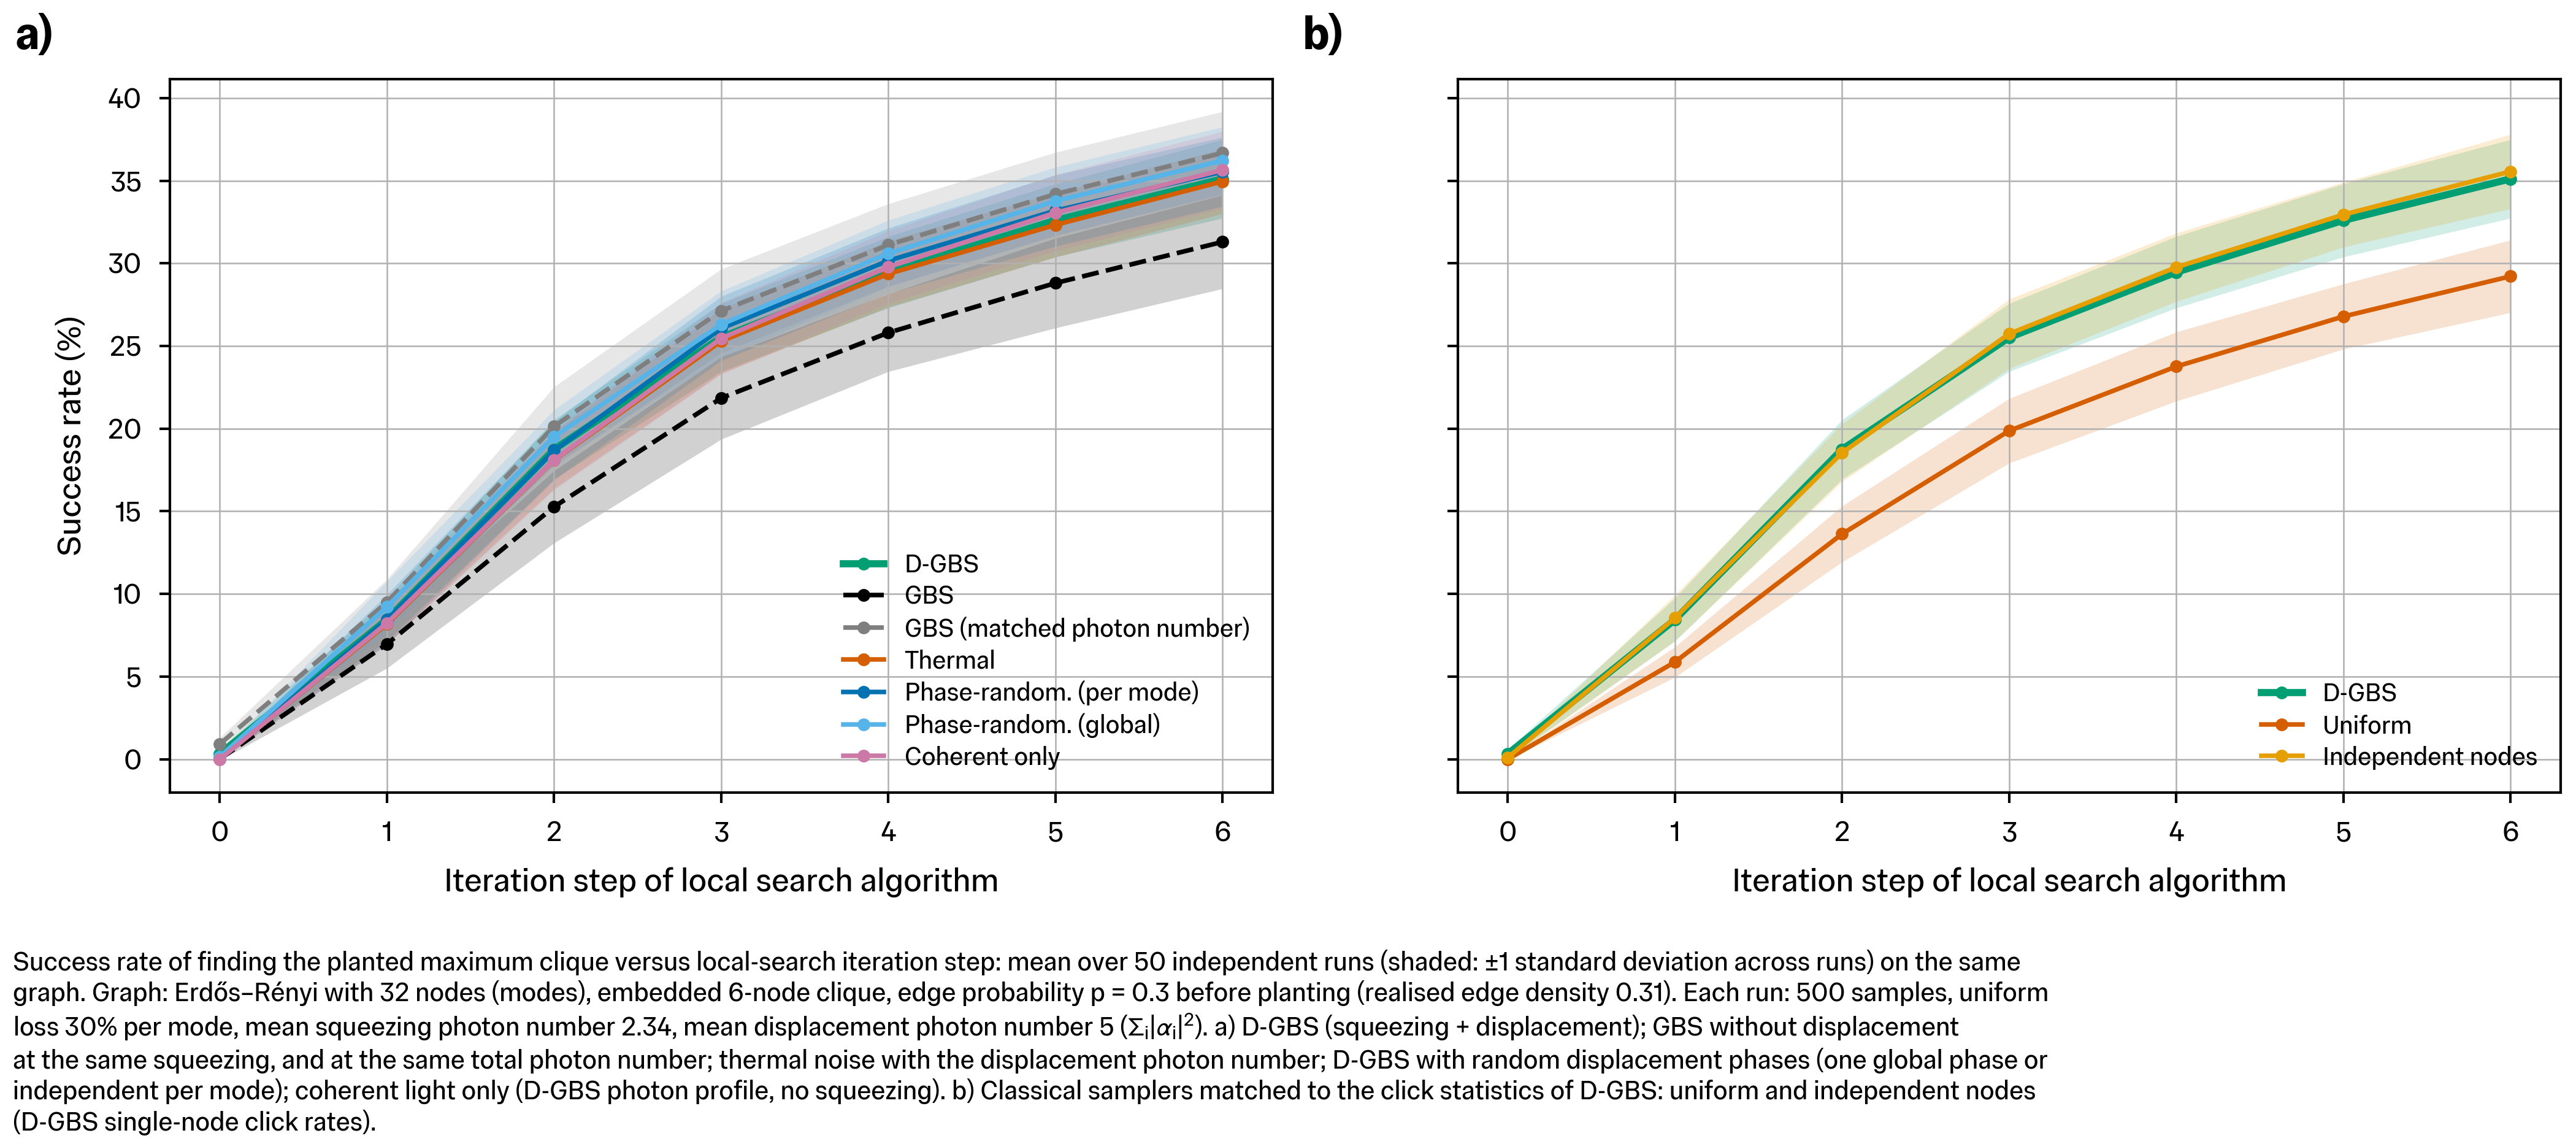 a)
40
35
30
25
20
15
10
5
0
Success rate (%)
D-GBS
GBS
GBS (matched photon number)
Thermal
Phase-random. (per mode)
Phase-random. (global)
Coherent only
0 1 2 3 4 5 6
Iteration step of local search algorithm
b)
D-GBS
Uniform
Independent nodes
0 1 2 3 4 5 6
Iteration step of local search algorithm
Success rate of finding the planted maximum clique versus local-search iteration step: mean over 50 independent runs (shaded: ±1 standard deviation across runs) on the same
graph. Graph: Erdős–Rényi with 32 nodes (modes), embedded 6-node clique, edge probability p = 0.3 before planting (realised edge density 0.31). Each run: 500 samples, uniform
loss 30% per mode, mean squeezing photon number 2.34, mean displacement photon number 5 (Σᵢ|αᵢ|²). a) D-GBS (squeezing + displacement); GBS without displacement
at the same squeezing, and at the same total photon number; thermal noise with the displacement photon number; D-GBS with random displacement phases (one global phase or
independent per mode); coherent light only (D-GBS photon profile, no squeezing). b) Classical samplers matched to the click statistics of D-GBS: uniform and independent nodes
(D-GBS single-node click rates).